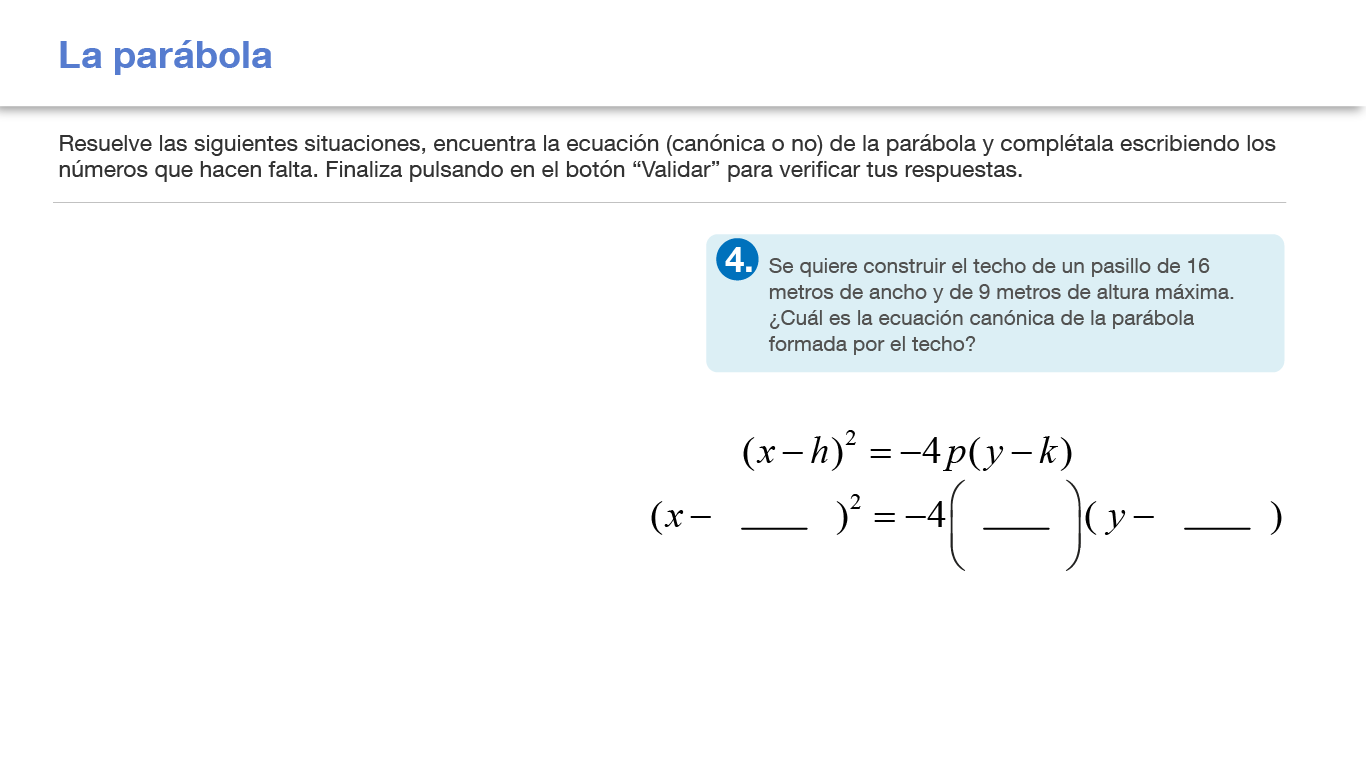 La parábola
Resuelve las siguientes situaciones, encuentra la ecuación (canónica o no) de la parábola y complétala escribiendo los
números que hacen falta. Finaliza pulsando en el botón “Validar” para verificar tus respuestas.
4.
Se quiere construir el techo de un pasillo de 16
metros de ancho y de 9 metros de altura máxima.
¿Cuál es la ecuación canónica de la parábola
formada por el techo?
(x − h)² = −4p(y − k)
(x − ___ )² = −4( ___ )( y − ___ )